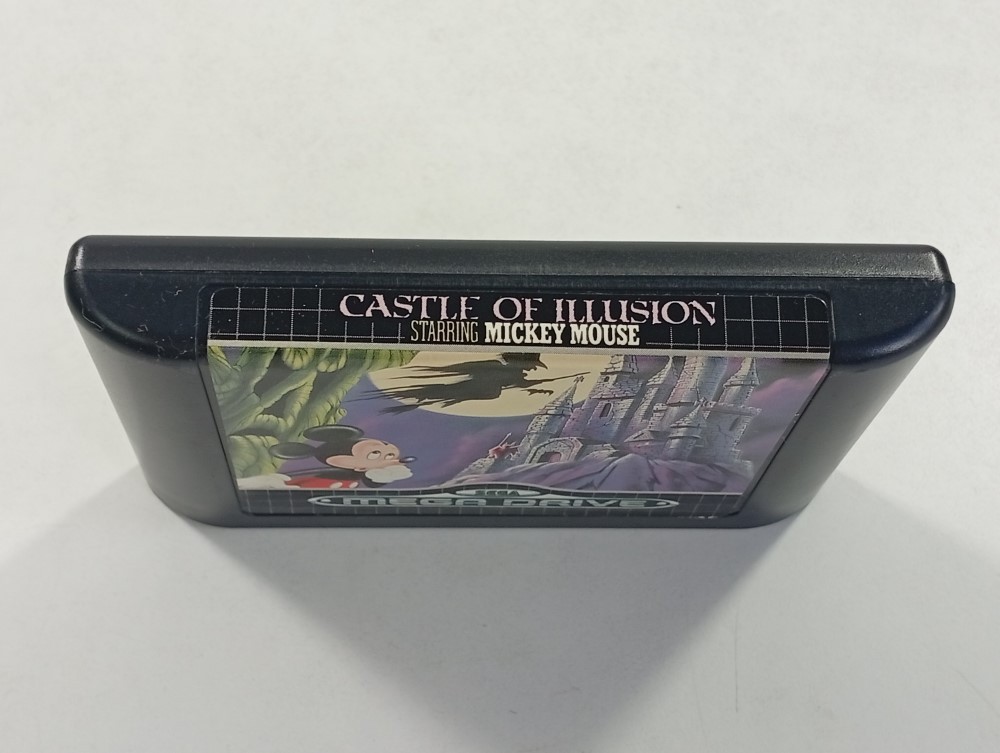 CASTLE OF ILLUSION
STARRING MICKEY MOUSE
SEGA
MEGA DRIVE